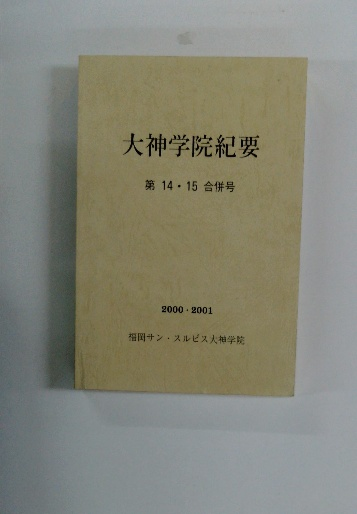 大神学院紀要
第 14・15 合併号
2000・2001
福岡サン・スルピス大神学院